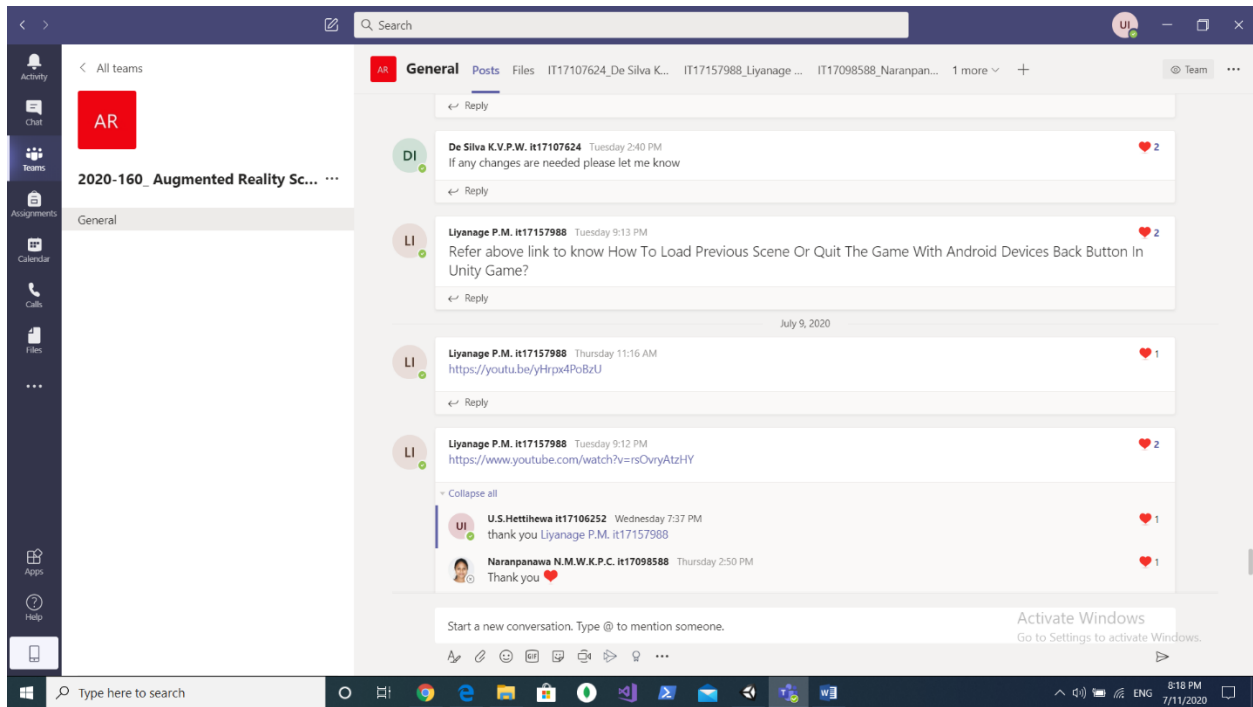 Search
UI
Activity
Chat
Teams
Assignments
Calendar
Calls
Files
Apps
Help
All teams
AR
2020-160_ Augmented Reality Sc... ...
General
AR General Posts Files IT17107624_De Silva K... IT17157988_Liyanage ... IT17098588_Naranpan... 1 more + Team ...
Reply
DI
De Silva K.V.P.W. it17107624 Tuesday 2:40 PM 2
If any changes are needed please let me know
Reply
LI
Liyanage P.M. it17157988 Tuesday 9:13 PM 2
Refer above link to know How To Load Previous Scene Or Quit The Game With Android Devices Back Button In
Unity Game?
Reply
July 9, 2020
LI
Liyanage P.M. it17157988 Thursday 11:16 AM 1
https://youtu.be/yHrpx4PoBzU
Reply
LI
Liyanage P.M. it17157988 Tuesday 9:12 PM 2
https://www.youtube.com/watch?v=rsOvryAtzHY
Collapse all
UI
U.S.Hettihewa it17106252 Wednesday 7:37 PM 1
thank you Liyanage P.M. it17157988
Naranpanawa N.M.W.K.P.C. it17098588 Thursday 2:50 PM 1
Thank you ❤
Start a new conversation. Type @ to mention someone.
GIF
Activate Windows
Go to Settings to activate Windows.
Type here to search
ENG
8:18 PM
7/11/2020